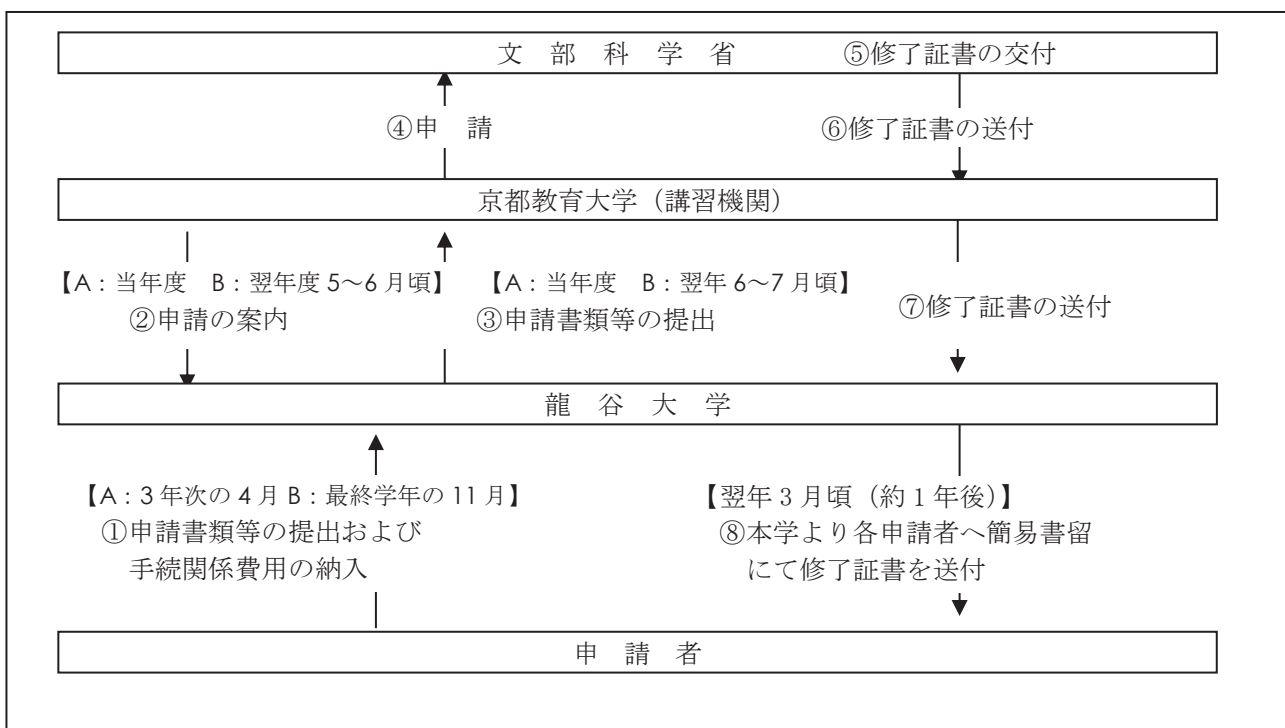 文 部 科 学 省 ⑤修了証書の交付
④申 請 ⑥修了証書の送付
京都教育大学（講習機関）
【A：当年度 B：翌年度 5～6 月頃】 【A：当年度 B：翌年 6～7 月頃】
②申請の案内 ③申請書類等の提出 ⑦修了証書の送付
龍 谷 大 学
【A：3 年次の 4 月 B：最終学年の 11 月】 【翌年 3 月頃（約 1 年後）】
①申請書類等の提出および ⑧本学より各申請者へ簡易書留
手続関係費用の納入 にて修了証書を送付
申 請 者